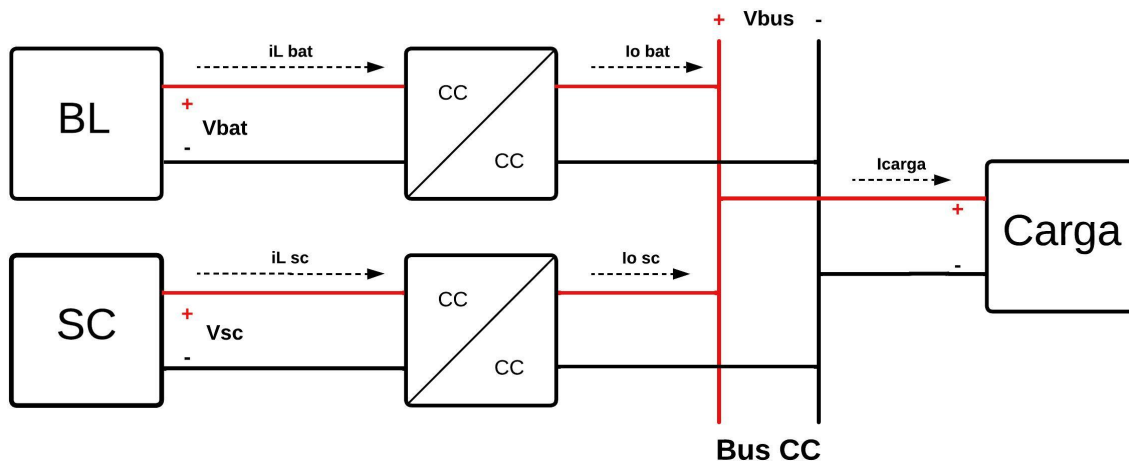 + Vbus -
iL bat
Io bat
BL
+
Vbat
-
CC
CC
Icarga
+
-
Carga
iL sc
Io sc
SC
+
Vsc
-
CC
CC
Bus CC